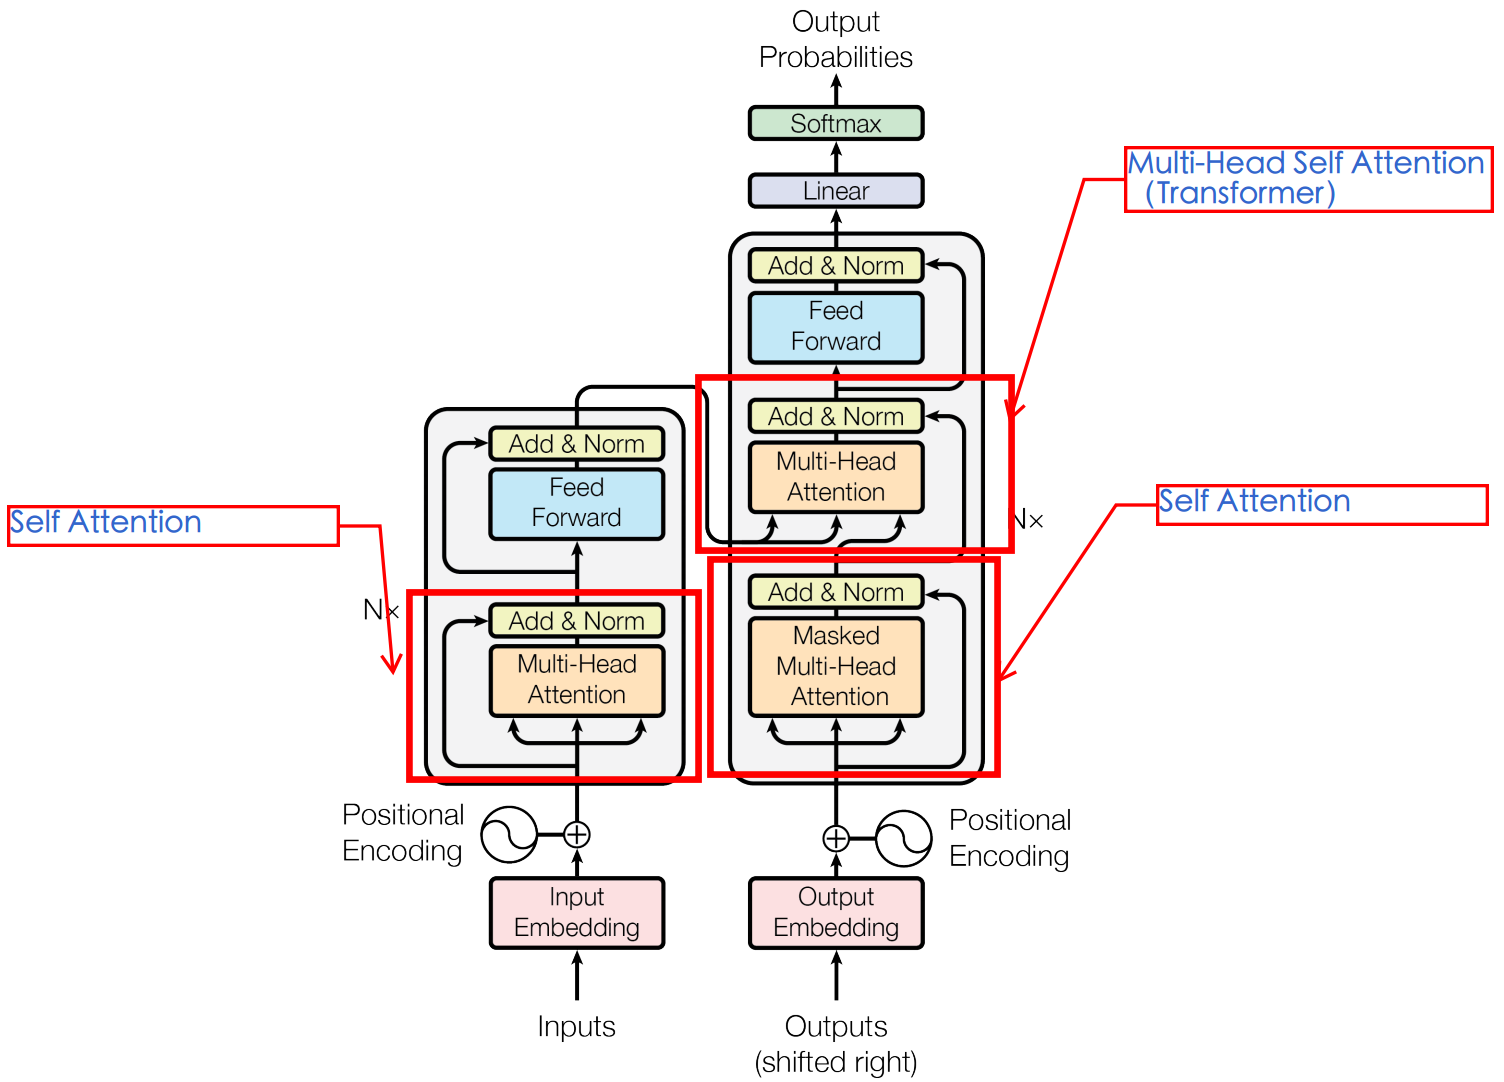 Output
Probabilities
Softmax
Linear
Multi-Head Self Attention
(Transformer)
Add & Norm
Feed
Forward
Add & Norm
Multi-Head
Attention
Nx
Self Attention
Add & Norm
Masked
Multi-Head
Attention
Add & Norm
Feed
Forward
Self Attention
Nx
Add & Norm
Multi-Head
Attention
Positional
Encoding
Positional
Encoding
Input
Embedding
Output
Embedding
Inputs
Outputs
(shifted right)